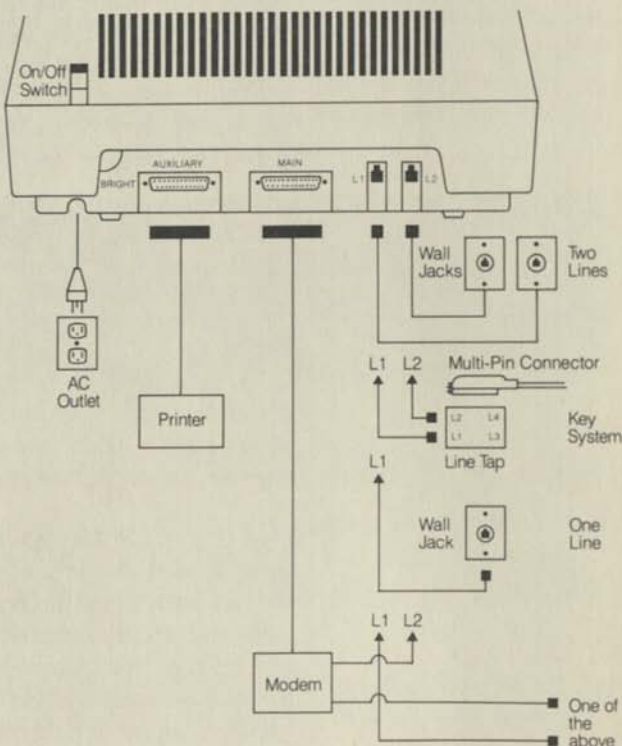 On/Off
Switch
BRIGHT
AUXILIARY
MAIN
L1
L2
AC
Outlet
Printer
Wall
Jacks
Two
Lines
L1 L2 Multi-Pin Connector
L2 L4
L1 L3
Key
System
Line Tap
L1
Wall
Jack
One
Line
L1 L2
Modem
One of
the
above